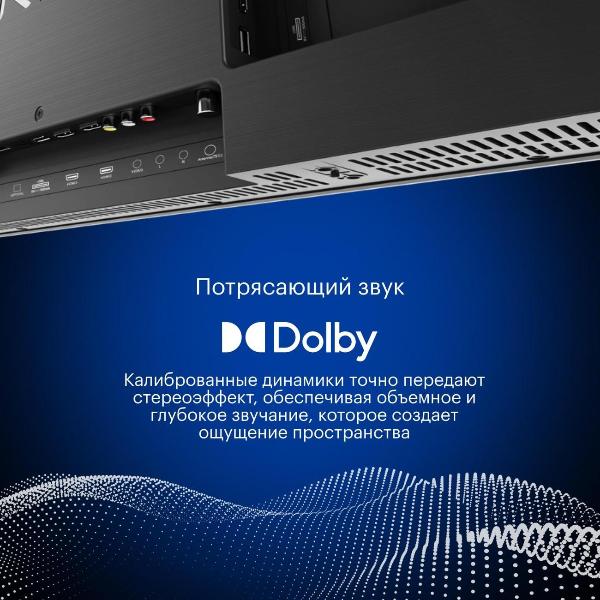 Потрясающий звук
Dolby
Калиброванные динамики точно передают
стереоэффект, обеспечивая объемное и
глубокое звучание, которое создает
ощущение пространства